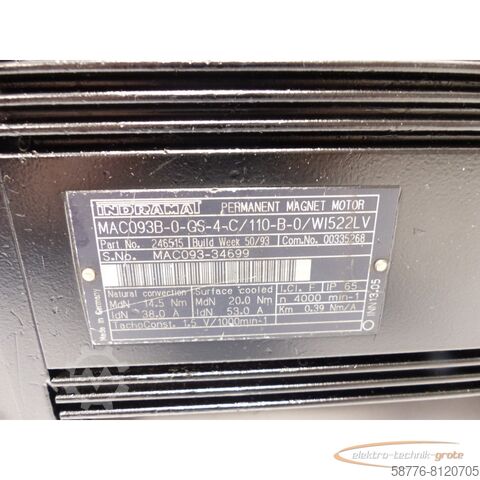 INDRAMAT PERMANENT MAGNET MOTOR
MAC093B-0-GS-4-C/110-B-0/WI522LV
Part No. 246515 Build Week 50/93 Com.No. 00335268
S.No. MAC093-34699
Made in Germany
Natural convection Surface cooled I.Cl. F IP 65
MdN 14.5 Nm MdN 20.0 Nm n 4000 min-1
IdN 38.0 A IdN 53.0 A Km 0.39 Nm/A
TachoConst. 1,5 V/1000min-1
INN 13.05
elektro-technik-grote
58776-8120705